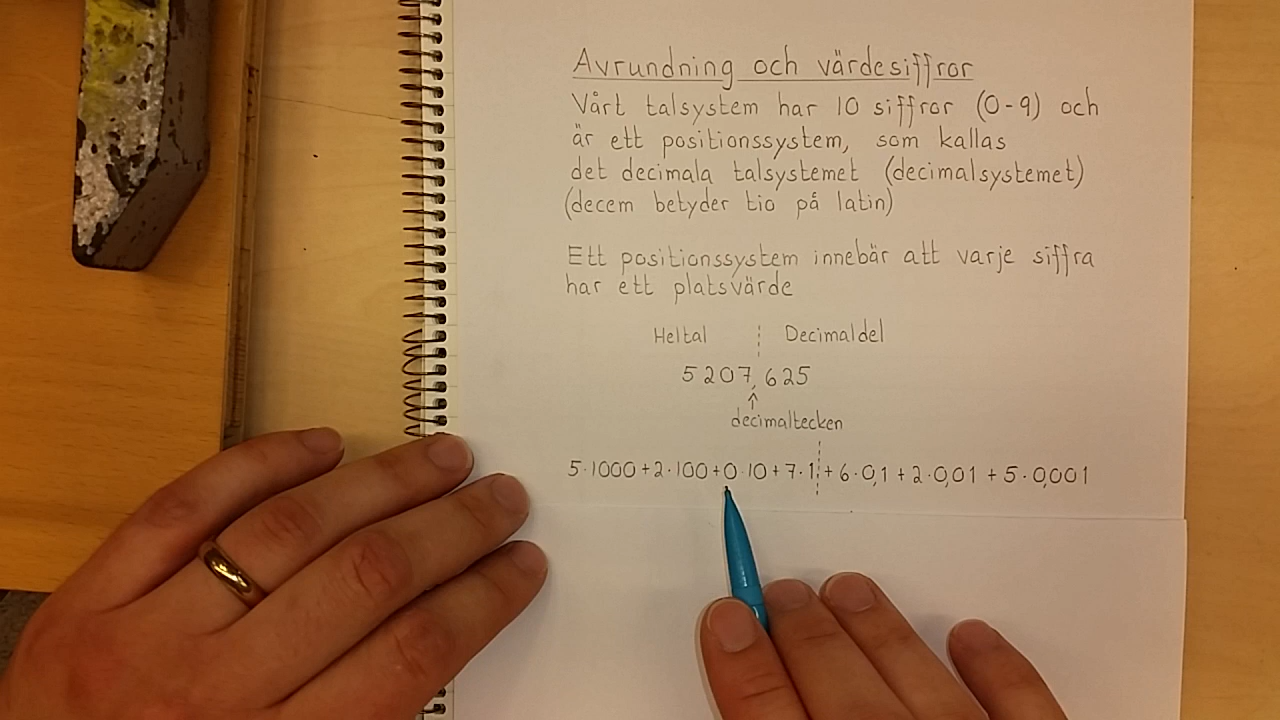 Avrundning och värdesiffror
Vårt talsystem har 10 siffror (0-9) och
är ett positionssystem, som kallas
det decimala talsystemet (decimalsystemet)
(decem betyder tio på latin)
Ett positionssystem innebär att varje siffra
har ett platsvärde
Heltal ¦ Decimaldel
5207,625
↑
decimaltecken
5·1000+2·100+0·10+7·1¦+6·0,1+2·0,01+5·0,001